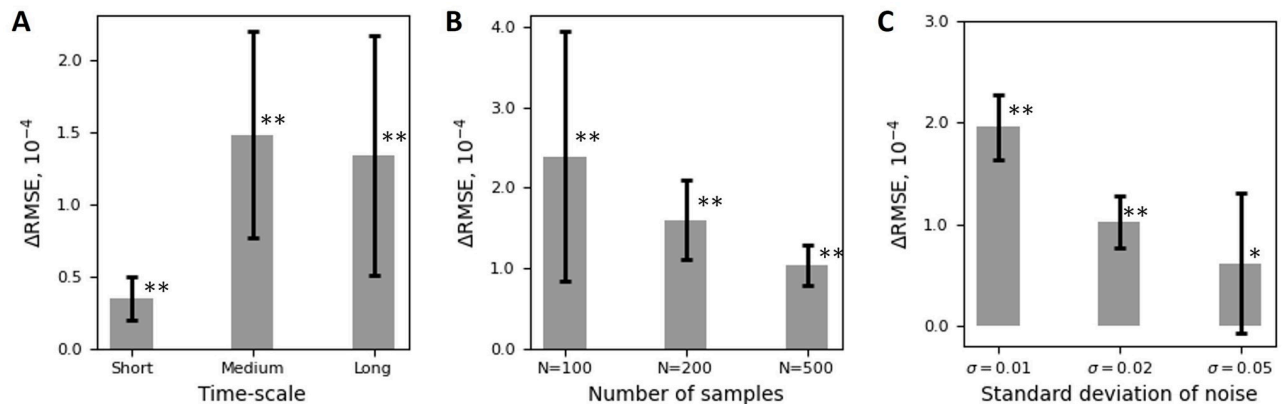 A
ΔRMSE, 10⁻⁴
2.0
1.5
1.0
0.5
0.0
**
**
**
Short Medium Long
Time-scale
B
ΔRMSE, 10⁻⁴
4.0
3.0
2.0
1.0
0.0
**
**
**
N=100 N=200 N=500
Number of samples
C
ΔRMSE, 10⁻⁴
3.0
2.0
1.0
0.0
**
**
*
σ = 0.01 σ = 0.02 σ = 0.05
Standard deviation of noise